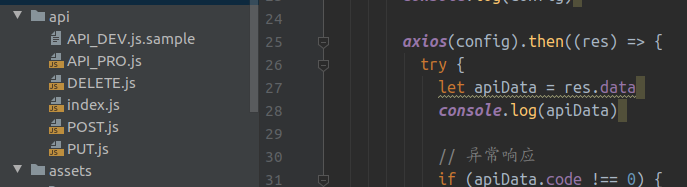 api
API_DEV.js.sample
API_PRO.js
DELETE.js
index.js
POST.js
PUT.js
assets
24
25 axios(config).then((res) => {
26 try {
27 let apiData = res.data
28 console.log(apiData)
29
30 // 异常响应
31 if (apiData.code !== 0) {